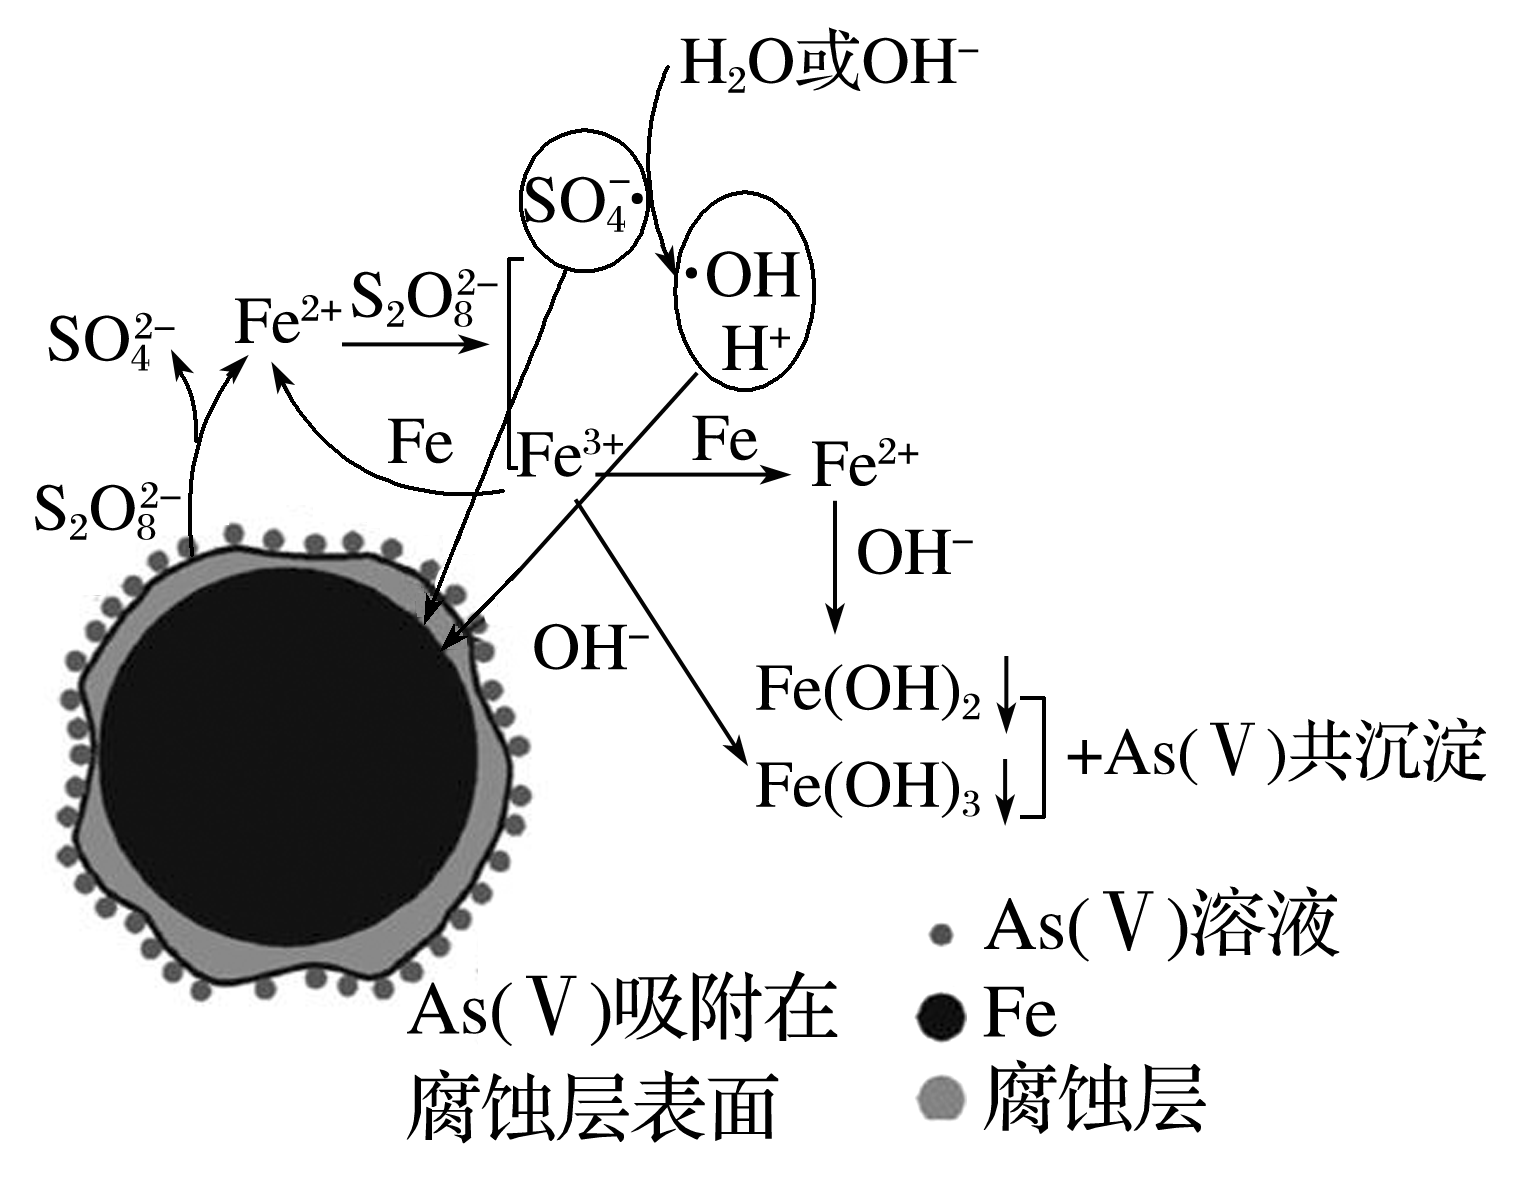 H₂O或OH⁻
SO₄⁻·
·OH
H⁺
SO₄²⁻
Fe²⁺
S₂O₈²⁻
Fe
Fe³⁺
Fe
Fe²⁺
S₂O₈²⁻
OH⁻
OH⁻
Fe(OH)₂↓
Fe(OH)₃↓
+As(Ⅴ)共沉淀
As(Ⅴ)溶液
As(Ⅴ)吸附在
腐蚀层表面
Fe
腐蚀层